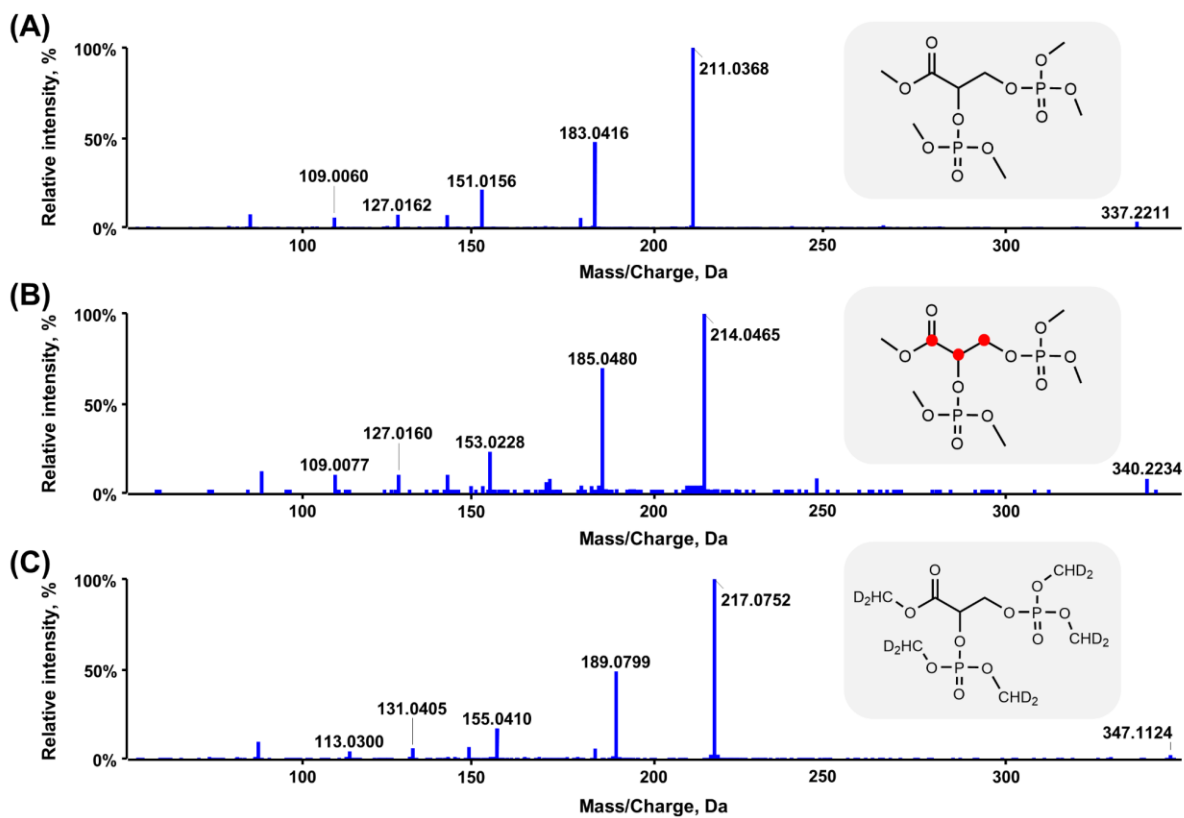 (A)
Relative intensity, %
100%
50%
0%
211.0368
183.0416
151.0156
109.0060
127.0162
337.2211
100
150
200
250
300
Mass/Charge, Da
O
O
O
P
O
O
O
O
O
P
O
O
(B)
Relative intensity, %
100%
50%
0%
214.0465
185.0480
127.0160
153.0228
109.0077
340.2234
100
150
200
250
300
Mass/Charge, Da
O
O
O
P
O
O
O
O
O
P
O
O
(C)
Relative intensity, %
100%
50%
0%
217.0752
189.0799
131.0405
155.0410
113.0300
347.1124
100
150
200
250
300
Mass/Charge, Da
O
O
CHD2
D2HC
O
O
P
O
O
CHD2
D2HC
O
O
P
O
O
CHD2